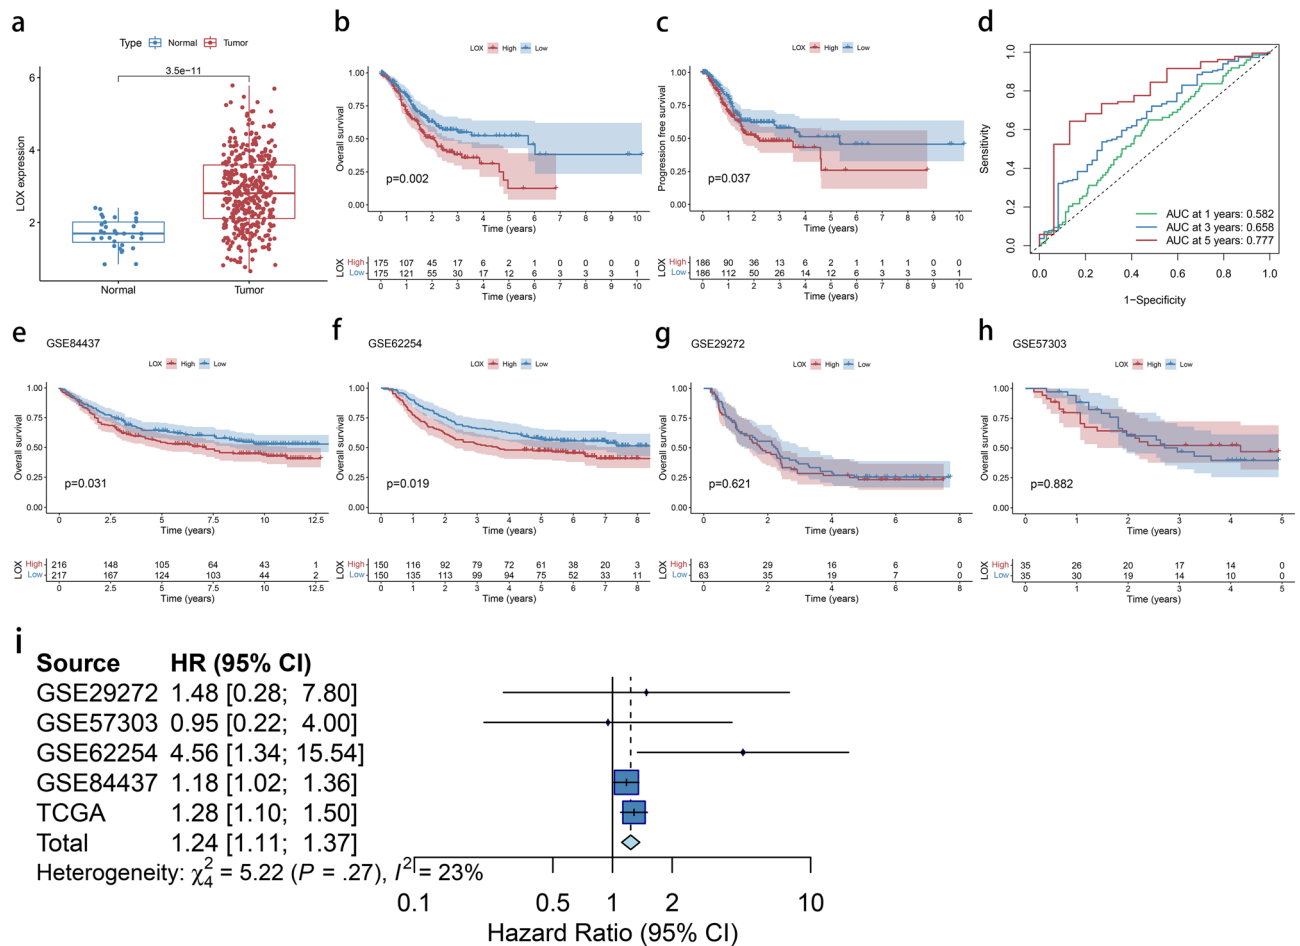 a
Type Normal Tumor
3.5e−11
6
4
2
LOX expression
Normal Tumor
b
LOX High Low
1.00
0.75
0.50
0.25
0.00
Overall survival
p=0.002
0 1 2 3 4 5 6 7 8 9 10
Time (years)
LOX
High 175 107 45 17 6 2 1 0 0 0 0
Low 175 121 55 30 17 12 6 3 3 3 1
0 1 2 3 4 5 6 7 8 9 10
Time (years)
c
LOX High Low
1.00
0.75
0.50
0.25
0.00
Progression free survival
p=0.037
0 1 2 3 4 5 6 7 8 9 10
Time (years)
LOX
High 186 90 36 13 6 2 1 1 1 0 0
Low 186 112 50 26 14 12 6 3 3 3 1
0 1 2 3 4 5 6 7 8 9 10
Time (years)
d
1.0
0.8
0.6
0.4
0.2
0.0
Sensitivity
AUC at 1 years: 0.582
AUC at 3 years: 0.658
AUC at 5 years: 0.777
0.0 0.2 0.4 0.6 0.8 1.0
1−Specificity
e
GSE84437
LOX High Low
1.00
0.75
0.50
0.25
0.00
Overall survival
p=0.031
0 2.5 5 7.5 10 12.5
Time (years)
LOX
High 216 148 105 64 43 1
Low 217 167 124 103 44 2
0 2.5 5 7.5 10 12.5
Time (years)
f
GSE62254
LOX High Low
1.00
0.75
0.50
0.25
0.00
Overall survival
p=0.019
0 1 2 3 4 5 6 7 8
Time (years)
LOX
High 150 116 92 79 72 61 38 20 3
Low 150 135 113 99 94 75 52 33 11
0 1 2 3 4 5 6 7 8
Time (years)
g
GSE29272
LOX High Low
1.00
0.75
0.50
0.25
0.00
Overall survival
p=0.621
0 2 4 6 8
Time (years)
LOX
High 63 29 16 6 0
Low 63 35 19 7 0
0 2 4 6 8
Time (years)
h
GSE57303
LOX High Low
1.00
0.75
0.50
0.25
0.00
Overall survival
p=0.882
0 1 2 3 4 5
Time (years)
LOX
High 35 26 20 17 14 0
Low 35 30 19 14 10 0
0 1 2 3 4 5
Time (years)
i
Source HR (95% CI)
GSE29272 1.48 [0.28; 7.80]
GSE57303 0.95 [0.22; 4.00]
GSE62254 4.56 [1.34; 15.54]
GSE84437 1.18 [1.02; 1.36]
TCGA 1.28 [1.10; 1.50]
Total 1.24 [1.11; 1.37]
Heterogeneity: χ²₄ = 5.22 (P = .27), I² = 23%
0.1 0.5 1 2 10
Hazard Ratio (95% CI)